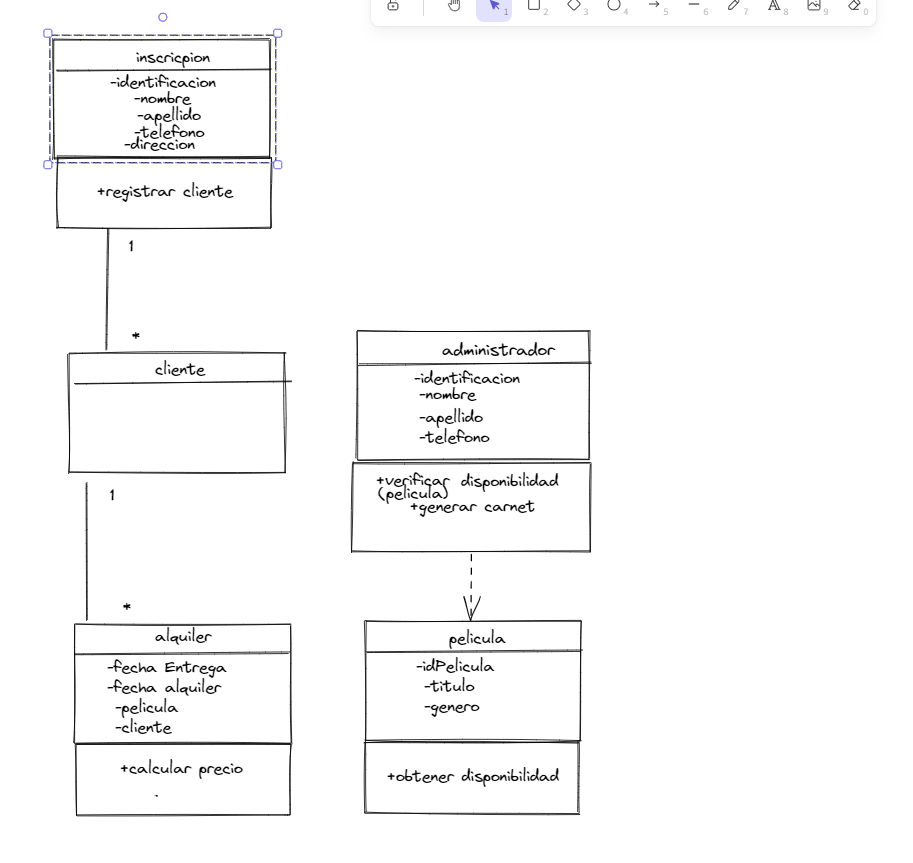 1
2
3
4
5
6
7
8
9
0
inscricpion
-identificacion
-nombre
-apellido
-telefono
-direccion
+registrar cliente
1
*
cliente
1
*
alquiler
-fecha Entrega
-fecha alquiler
-pelicula
-cliente
+calcular precio
.
administrador
-identificacion
-nombre
-apellido
-telefono
+verificar disponibilidad
(pelicula)
+generar carnet
pelicula
-idPelicula
-titulo
-genero
+obtener disponibilidad